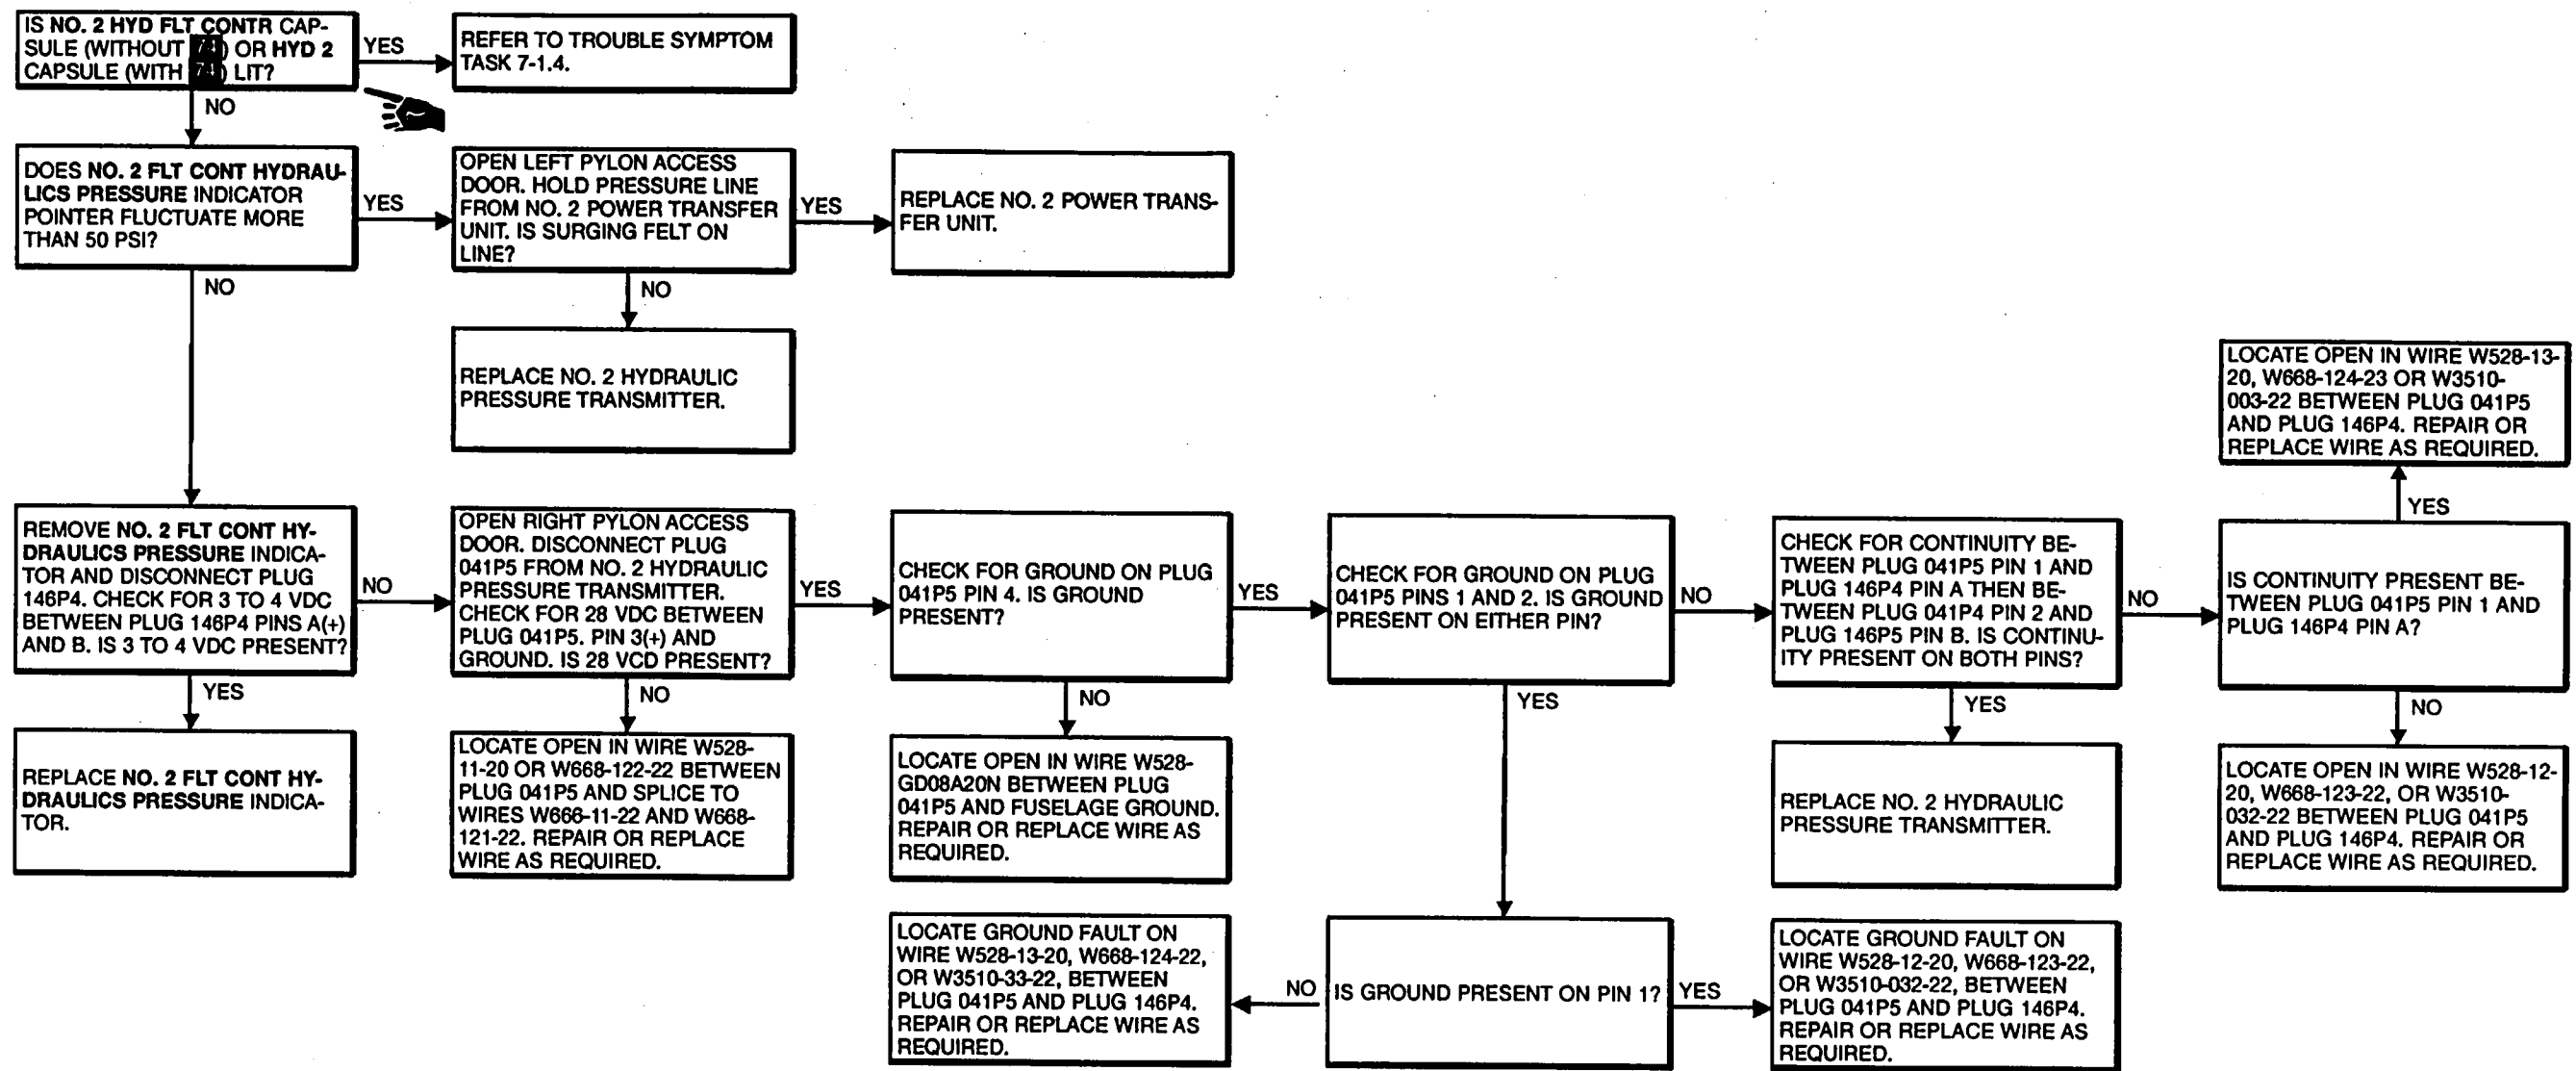 IS NO. 2 HYD FLT CONTR CAP-
SULE (WITHOUT 74) OR HYD 2
CAPSULE (WITH 74) LIT?
YES
REFER TO TROUBLE SYMPTOM
TASK 7-1.4.
NO
DOES NO. 2 FLT CONT HYDRAU-
LICS PRESSURE INDICATOR
POINTER FLUCTUATE MORE
THAN 50 PSI?
YES
OPEN LEFT PYLON ACCESS
DOOR. HOLD PRESSURE LINE
FROM NO. 2 POWER TRANSFER
UNIT. IS SURGING FELT ON
LINE?
YES
REPLACE NO. 2 POWER TRANS-
FER UNIT.
NO
NO
REPLACE NO. 2 HYDRAULIC
PRESSURE TRANSMITTER.
LOCATE OPEN IN WIRE W528-13-
20, W668-124-23 OR W3510-
003-22 BETWEEN PLUG 041P5
AND PLUG 146P4. REPAIR OR
REPLACE WIRE AS REQUIRED.
YES
REMOVE NO. 2 FLT CONT HY-
DRAULICS PRESSURE INDICA-
TOR AND DISCONNECT PLUG
146P4. CHECK FOR 3 TO 4 VDC
BETWEEN PLUG 146P4 PINS A(+)
AND B. IS 3 TO 4 VDC PRESENT?
NO
OPEN RIGHT PYLON ACCESS
DOOR. DISCONNECT PLUG
041P5 FROM NO. 2 HYDRAULIC
PRESSURE TRANSMITTER.
CHECK FOR 28 VDC BETWEEN
PLUG 041P5. PIN 3(+) AND
GROUND. IS 28 VCD PRESENT?
YES
CHECK FOR GROUND ON PLUG
041P5 PIN 4. IS GROUND
PRESENT?
YES
CHECK FOR GROUND ON PLUG
041P5 PINS 1 AND 2. IS GROUND
PRESENT ON EITHER PIN?
NO
CHECK FOR CONTINUITY BE-
TWEEN PLUG 041P5 PIN 1 AND
PLUG 146P4 PIN A THEN BE-
TWEEN PLUG 041P4 PIN 2 AND
PLUG 146P5 PIN B. IS CONTINU-
ITY PRESENT ON BOTH PINS?
NO
IS CONTINUITY PRESENT BE-
TWEEN PLUG 041P5 PIN 1 AND
PLUG 146P4 PIN A?
YES
NO
NO
YES
YES
NO
REPLACE NO. 2 FLT CONT HY-
DRAULICS PRESSURE INDICA-
TOR.
LOCATE OPEN IN WIRE W528-
11-20 OR W668-122-22 BETWEEN
PLUG 041P5 AND SPLICE TO
WIRES W666-11-22 AND W668-
121-22. REPAIR OR REPLACE
WIRE AS REQUIRED.
LOCATE OPEN IN WIRE W528-
GD08A20N BETWEEN PLUG
041P5 AND FUSELAGE GROUND.
REPAIR OR REPLACE WIRE AS
REQUIRED.
REPLACE NO. 2 HYDRAULIC
PRESSURE TRANSMITTER.
LOCATE OPEN IN WIRE W528-12-
20, W668-123-22, OR W3510-
032-22 BETWEEN PLUG 041P5
AND PLUG 146P4. REPAIR OR
REPLACE WIRE AS REQUIRED.
LOCATE GROUND FAULT ON
WIRE W528-13-20, W668-124-22,
OR W3510-33-22, BETWEEN
PLUG 041P5 AND PLUG 146P4.
REPAIR OR REPLACE WIRE AS
REQUIRED.
NO
IS GROUND PRESENT ON PIN 1?
YES
LOCATE GROUND FAULT ON
WIRE W528-12-20, W668-123-22,
OR W3510-032-22, BETWEEN
PLUG 041P5 AND PLUG 146P4.
REPAIR OR REPLACE WIRE AS
REQUIRED.